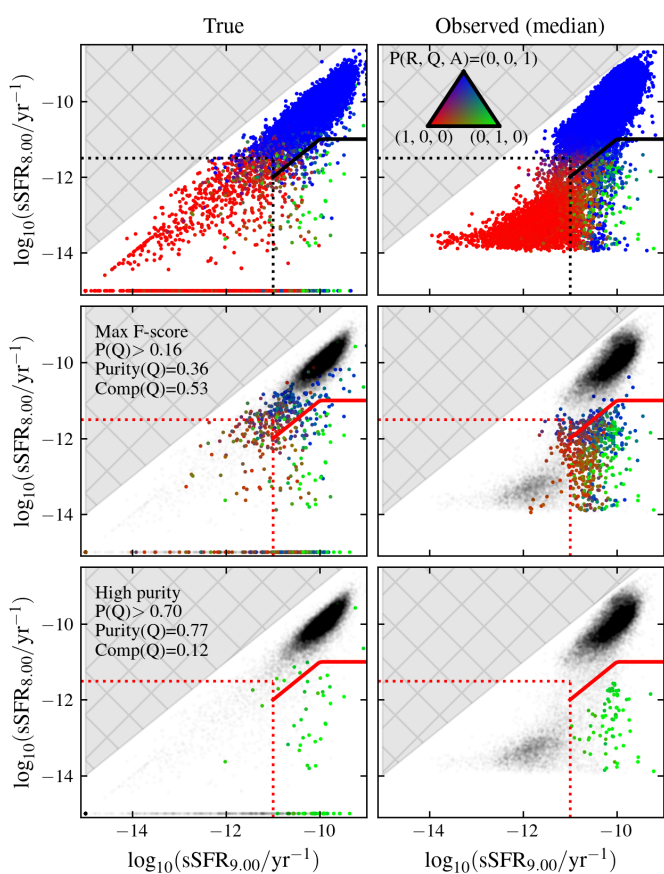 True
Observed (median)
P(R, Q, A)=(0, 0, 1)
(1, 0, 0)
(0, 1, 0)
−10
−12
−14
log₁₀(sSFR₈.₀₀/yr⁻¹)
Max F-score
P(Q)> 0.16
Purity(Q)=0.36
Comp(Q)=0.53
−10
−12
−14
log₁₀(sSFR₈.₀₀/yr⁻¹)
High purity
P(Q)> 0.70
Purity(Q)=0.77
Comp(Q)=0.12
−10
−12
−14
log₁₀(sSFR₈.₀₀/yr⁻¹)
−14 −12 −10
−14 −12 −10
log₁₀(sSFR₉.₀₀/yr⁻¹)
log₁₀(sSFR₉.₀₀/yr⁻¹)